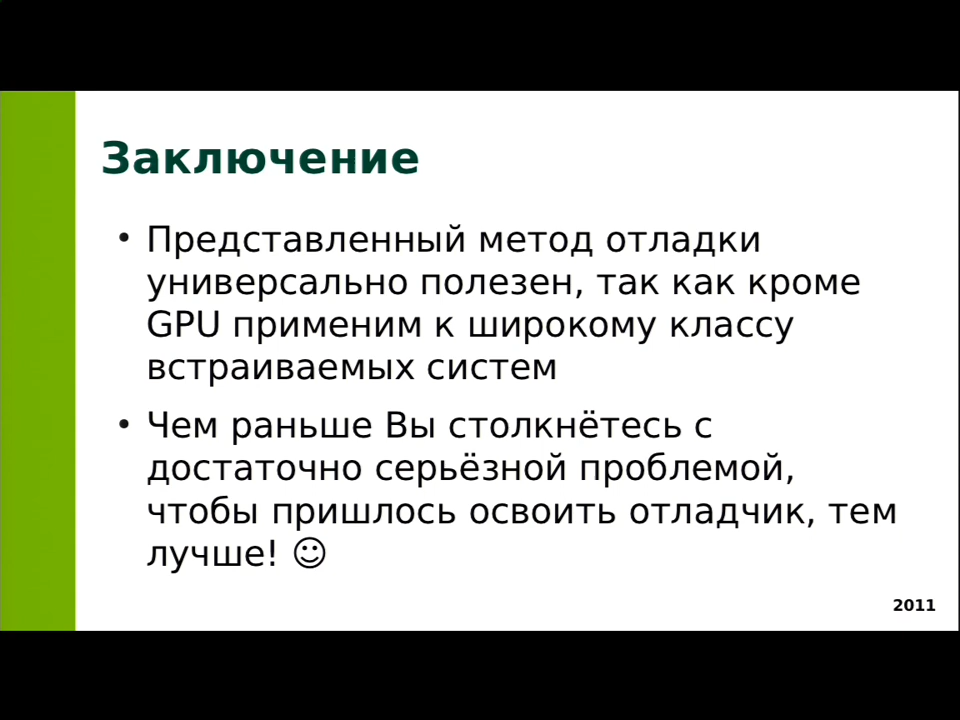 Заключение
• Представленный метод отладки
универсально полезен, так как кроме
GPU применим к широкому классу
встраиваемых систем
• Чем раньше Вы столкнётесь с
достаточно серьёзной проблемой,
чтобы пришлось освоить отладчик, тем
лучше! ☺
2011